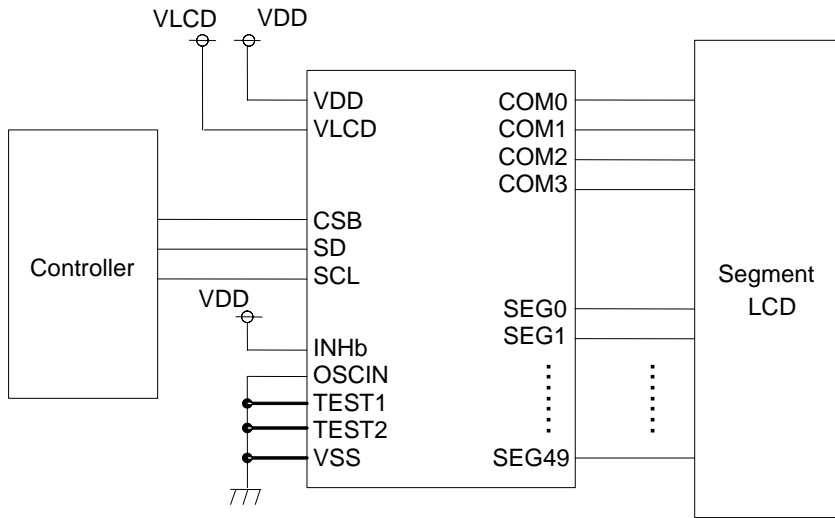 VLCD
VDD
VDD
VLCD
CSB
SD
SCL
VDD
INHb
OSCIN
TEST1
TEST2
VSS
COM0
COM1
COM2
COM3
SEG0
SEG1
SEG49
Controller
Segment
LCD